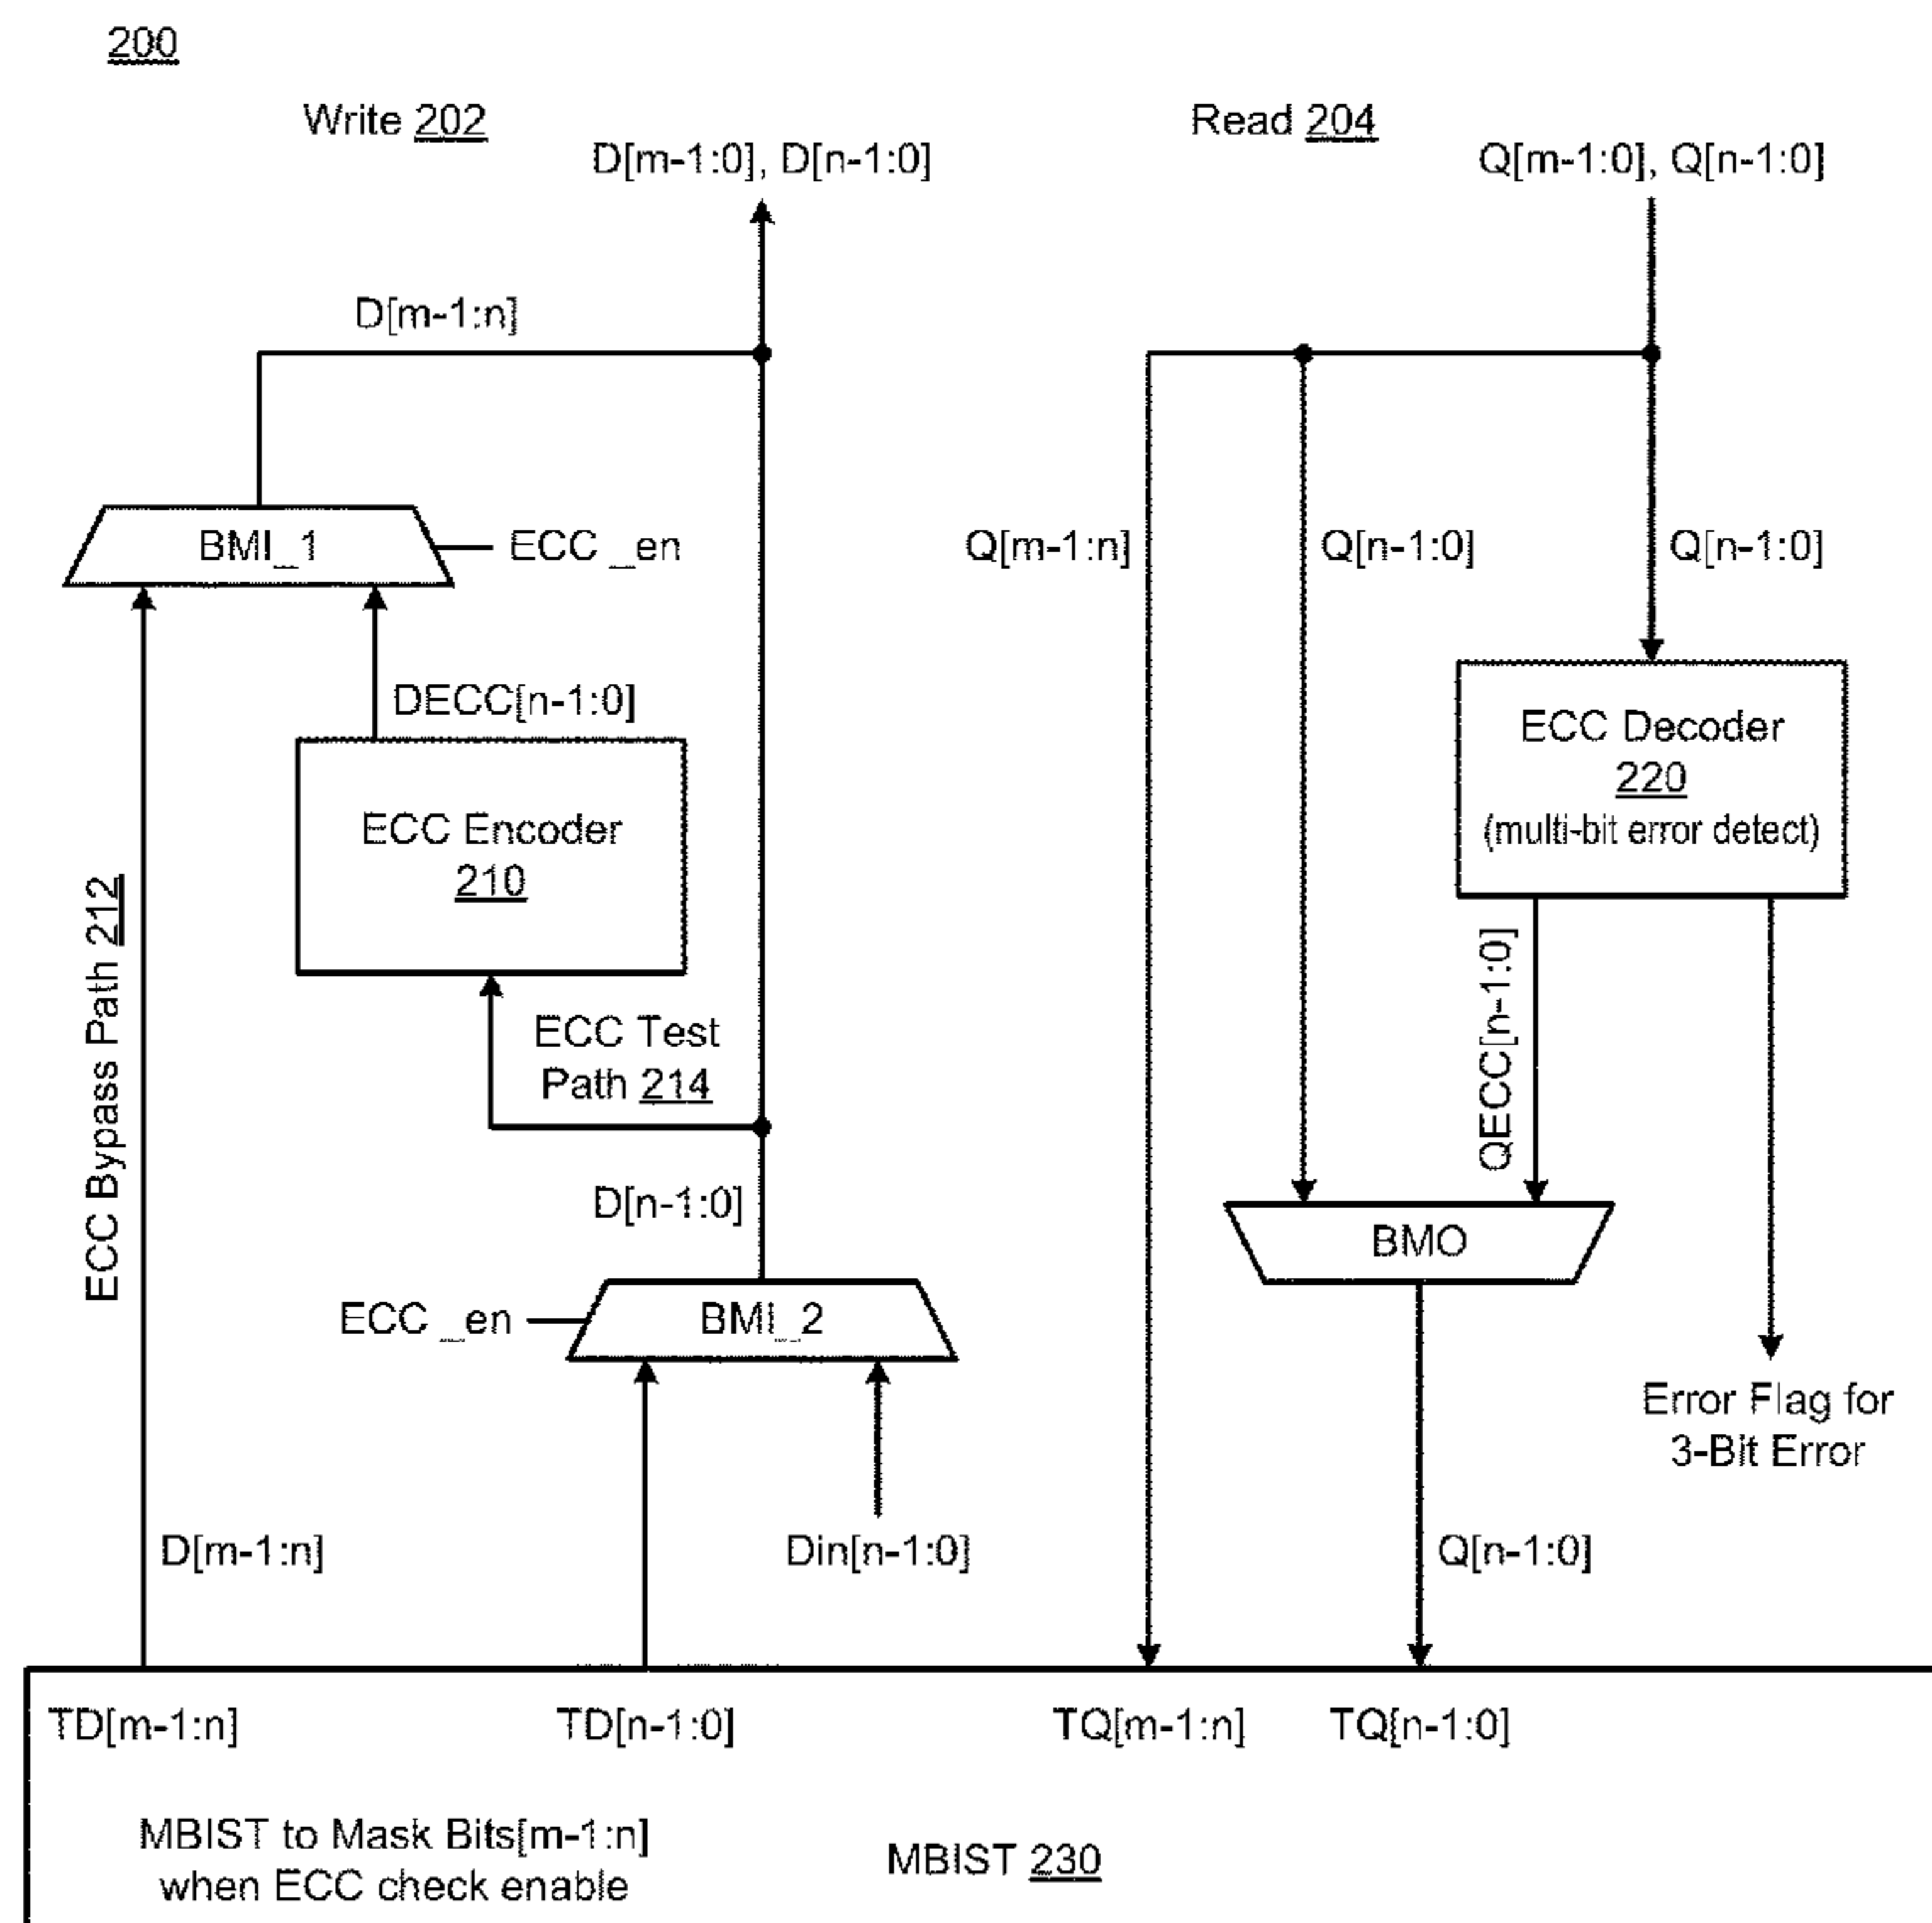 200
Write 202
Read 204
D[m-1:0], D[n-1:0]
Q[m-1:0], Q[n-1:0]
D[m-1:n]
BMI_1
ECC _en
Q[m-1:n]
Q[n-1:0]
Q[n-1:0]
DECC[n-1:0]
ECC Encoder
210
ECC Decoder
220
(multi-bit error detect)
ECC Bypass Path 212
ECC Test
Path 214
QECC[n-1:0]
D[n-1:0]
BMO
ECC _en
BMI_2
Error Flag for
3-Bit Error
D[m-1:n]
Din[n-1:0]
Q[n-1:0]
TD[m-1:n]
TD[n-1:0]
TQ[m-1:n]
TQ[n-1:0]
MBIST to Mask Bits[m-1:n]
when ECC check enable
MBIST 230